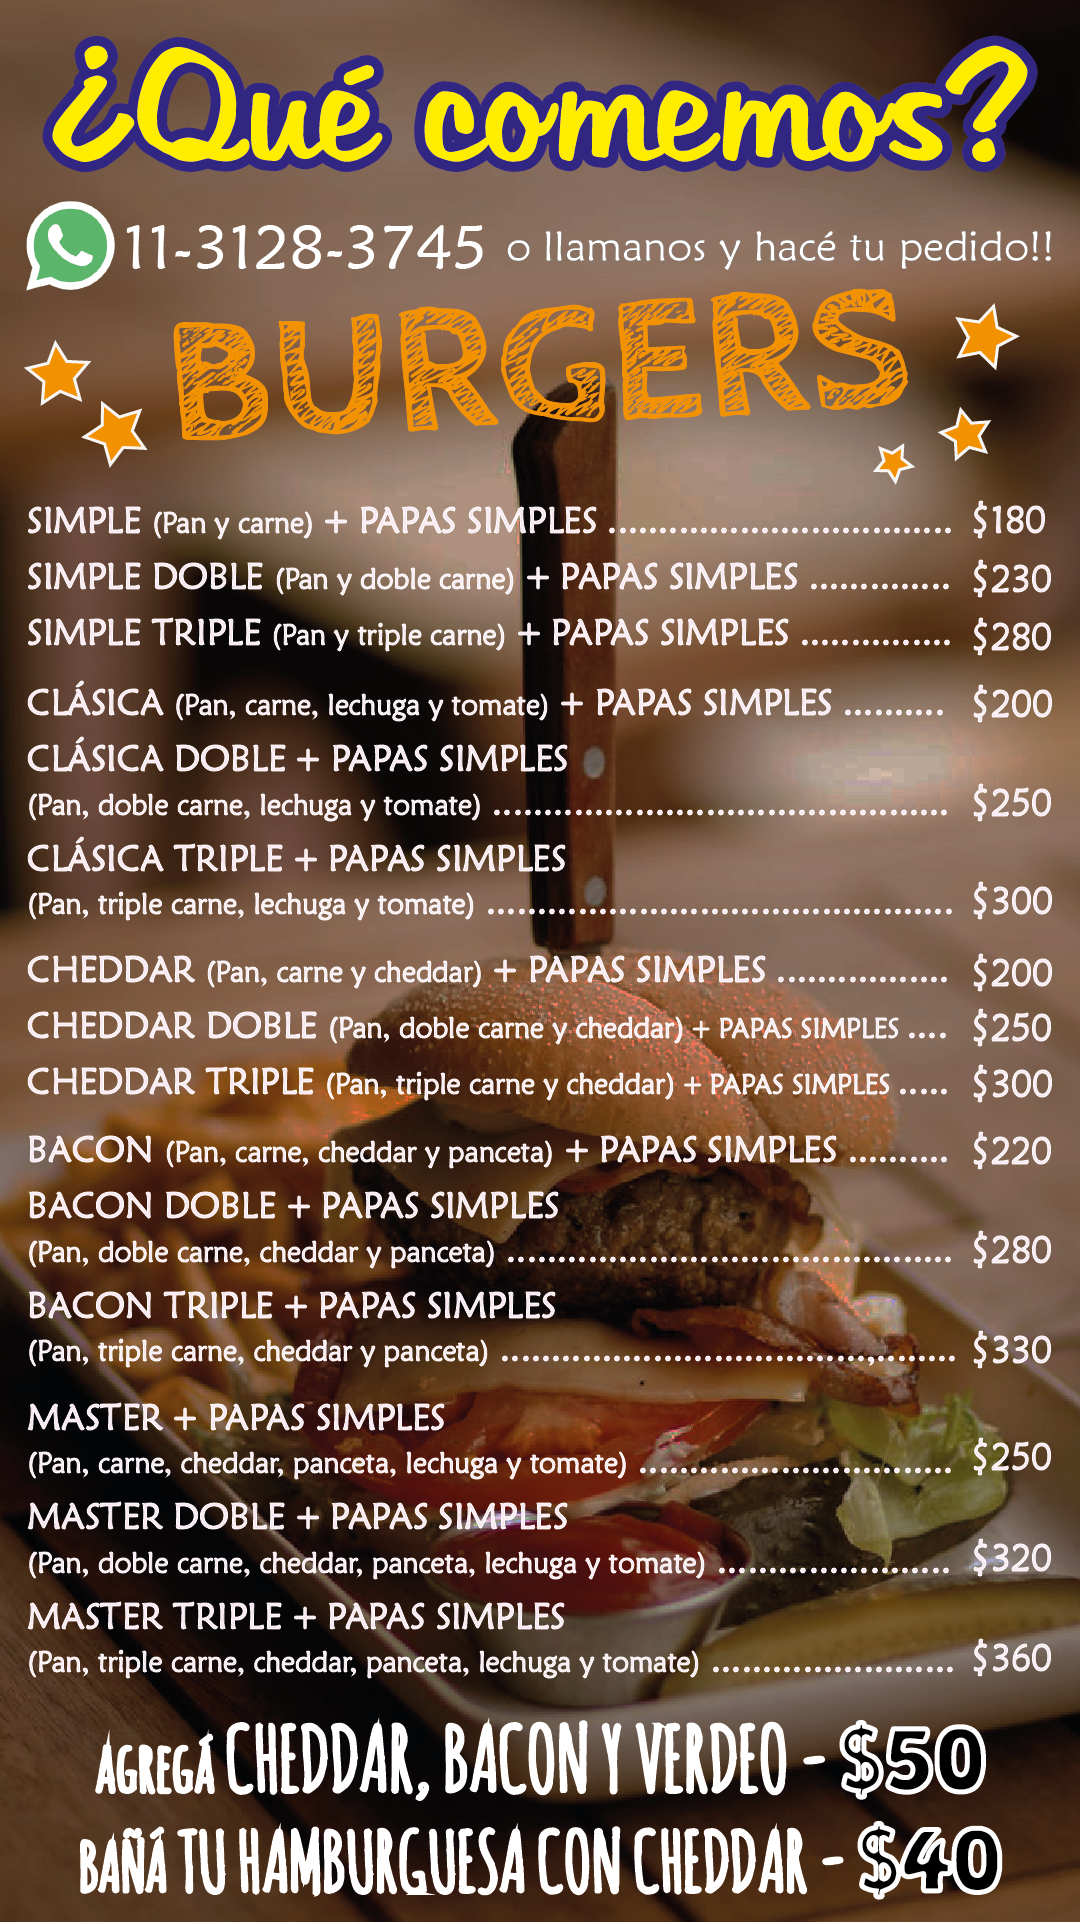 ¿Qué comemos?
11-3128-3745 o llamanos y hacé tu pedido!!
BURGERS
SIMPLE (Pan y carne) + PAPAS SIMPLES .................................. $180
SIMPLE DOBLE (Pan y doble carne) + PAPAS SIMPLES .............. $230
SIMPLE TRIPLE (Pan y triple carne) + PAPAS SIMPLES ............... $280
CLÁSICA (Pan, carne, lechuga y tomate) + PAPAS SIMPLES .......... $200
CLÁSICA DOBLE + PAPAS SIMPLES
(Pan, doble carne, lechuga y tomate) ............................................. $250
CLÁSICA TRIPLE + PAPAS SIMPLES
(Pan, triple carne, lechuga y tomate) .............................................. $300
CHEDDAR (Pan, carne y cheddar) + PAPAS SIMPLES ................. $200
CHEDDAR DOBLE (Pan, doble carne y cheddar) + PAPAS SIMPLES .... $250
CHEDDAR TRIPLE (Pan, triple carne y cheddar) + PAPAS SIMPLES ..... $300
BACON (Pan, carne, cheddar y panceta) + PAPAS SIMPLES .......... $220
BACON DOBLE + PAPAS SIMPLES
(Pan, doble carne, cheddar y panceta) ............................................ $280
BACON TRIPLE + PAPAS SIMPLES
(Pan, triple carne, cheddar y panceta) ....................................,........ $330
MASTER + PAPAS SIMPLES
(Pan, carne, cheddar, panceta, lechuga y tomate) ............................... $250
MASTER DOBLE + PAPAS SIMPLES
(Pan, doble carne, cheddar, panceta, lechuga y tomate) ....................... $320
MASTER TRIPLE + PAPAS SIMPLES
(Pan, triple carne, cheddar, panceta, lechuga y tomate) ........................ $360
AGREGÁ CHEDDAR, BACON Y VERDEO - $50
BAÑÁ TU HAMBURGUESA CON CHEDDAR - $40